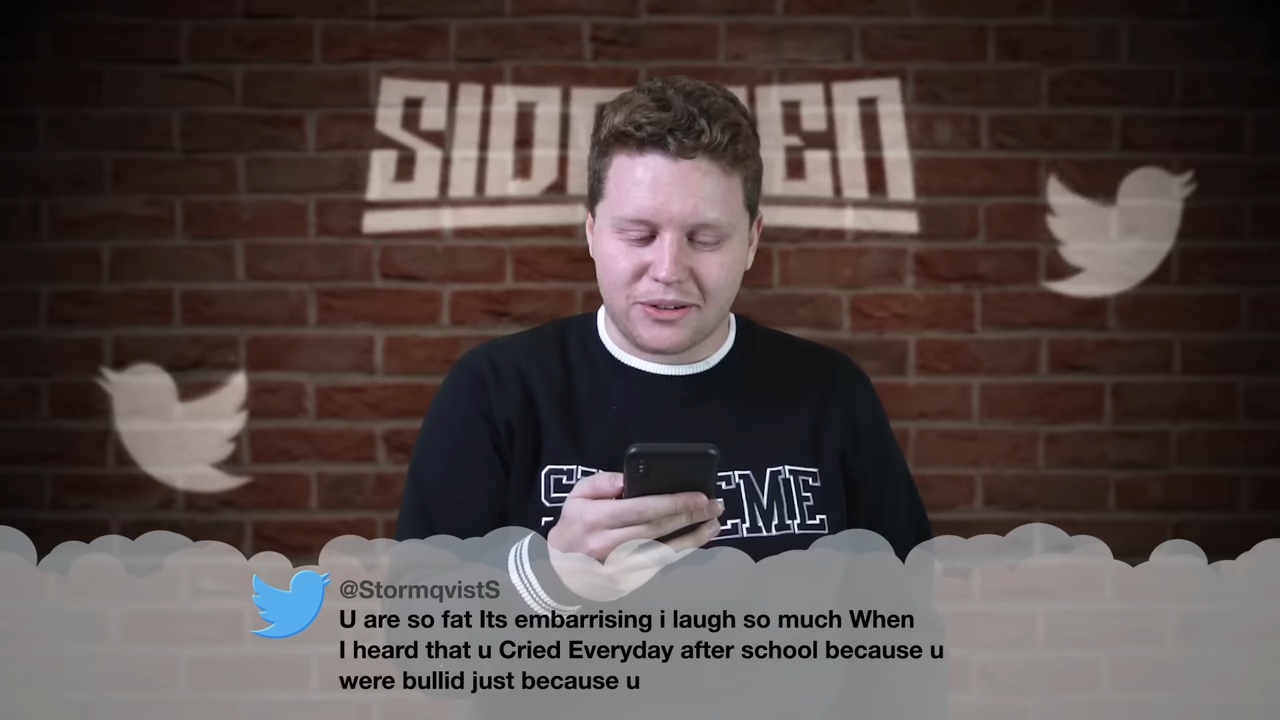 @StormqvistS
U are so fat Its embarrising i laugh so much When
I heard that u Cried Everyday after school because u
were bullid just because u